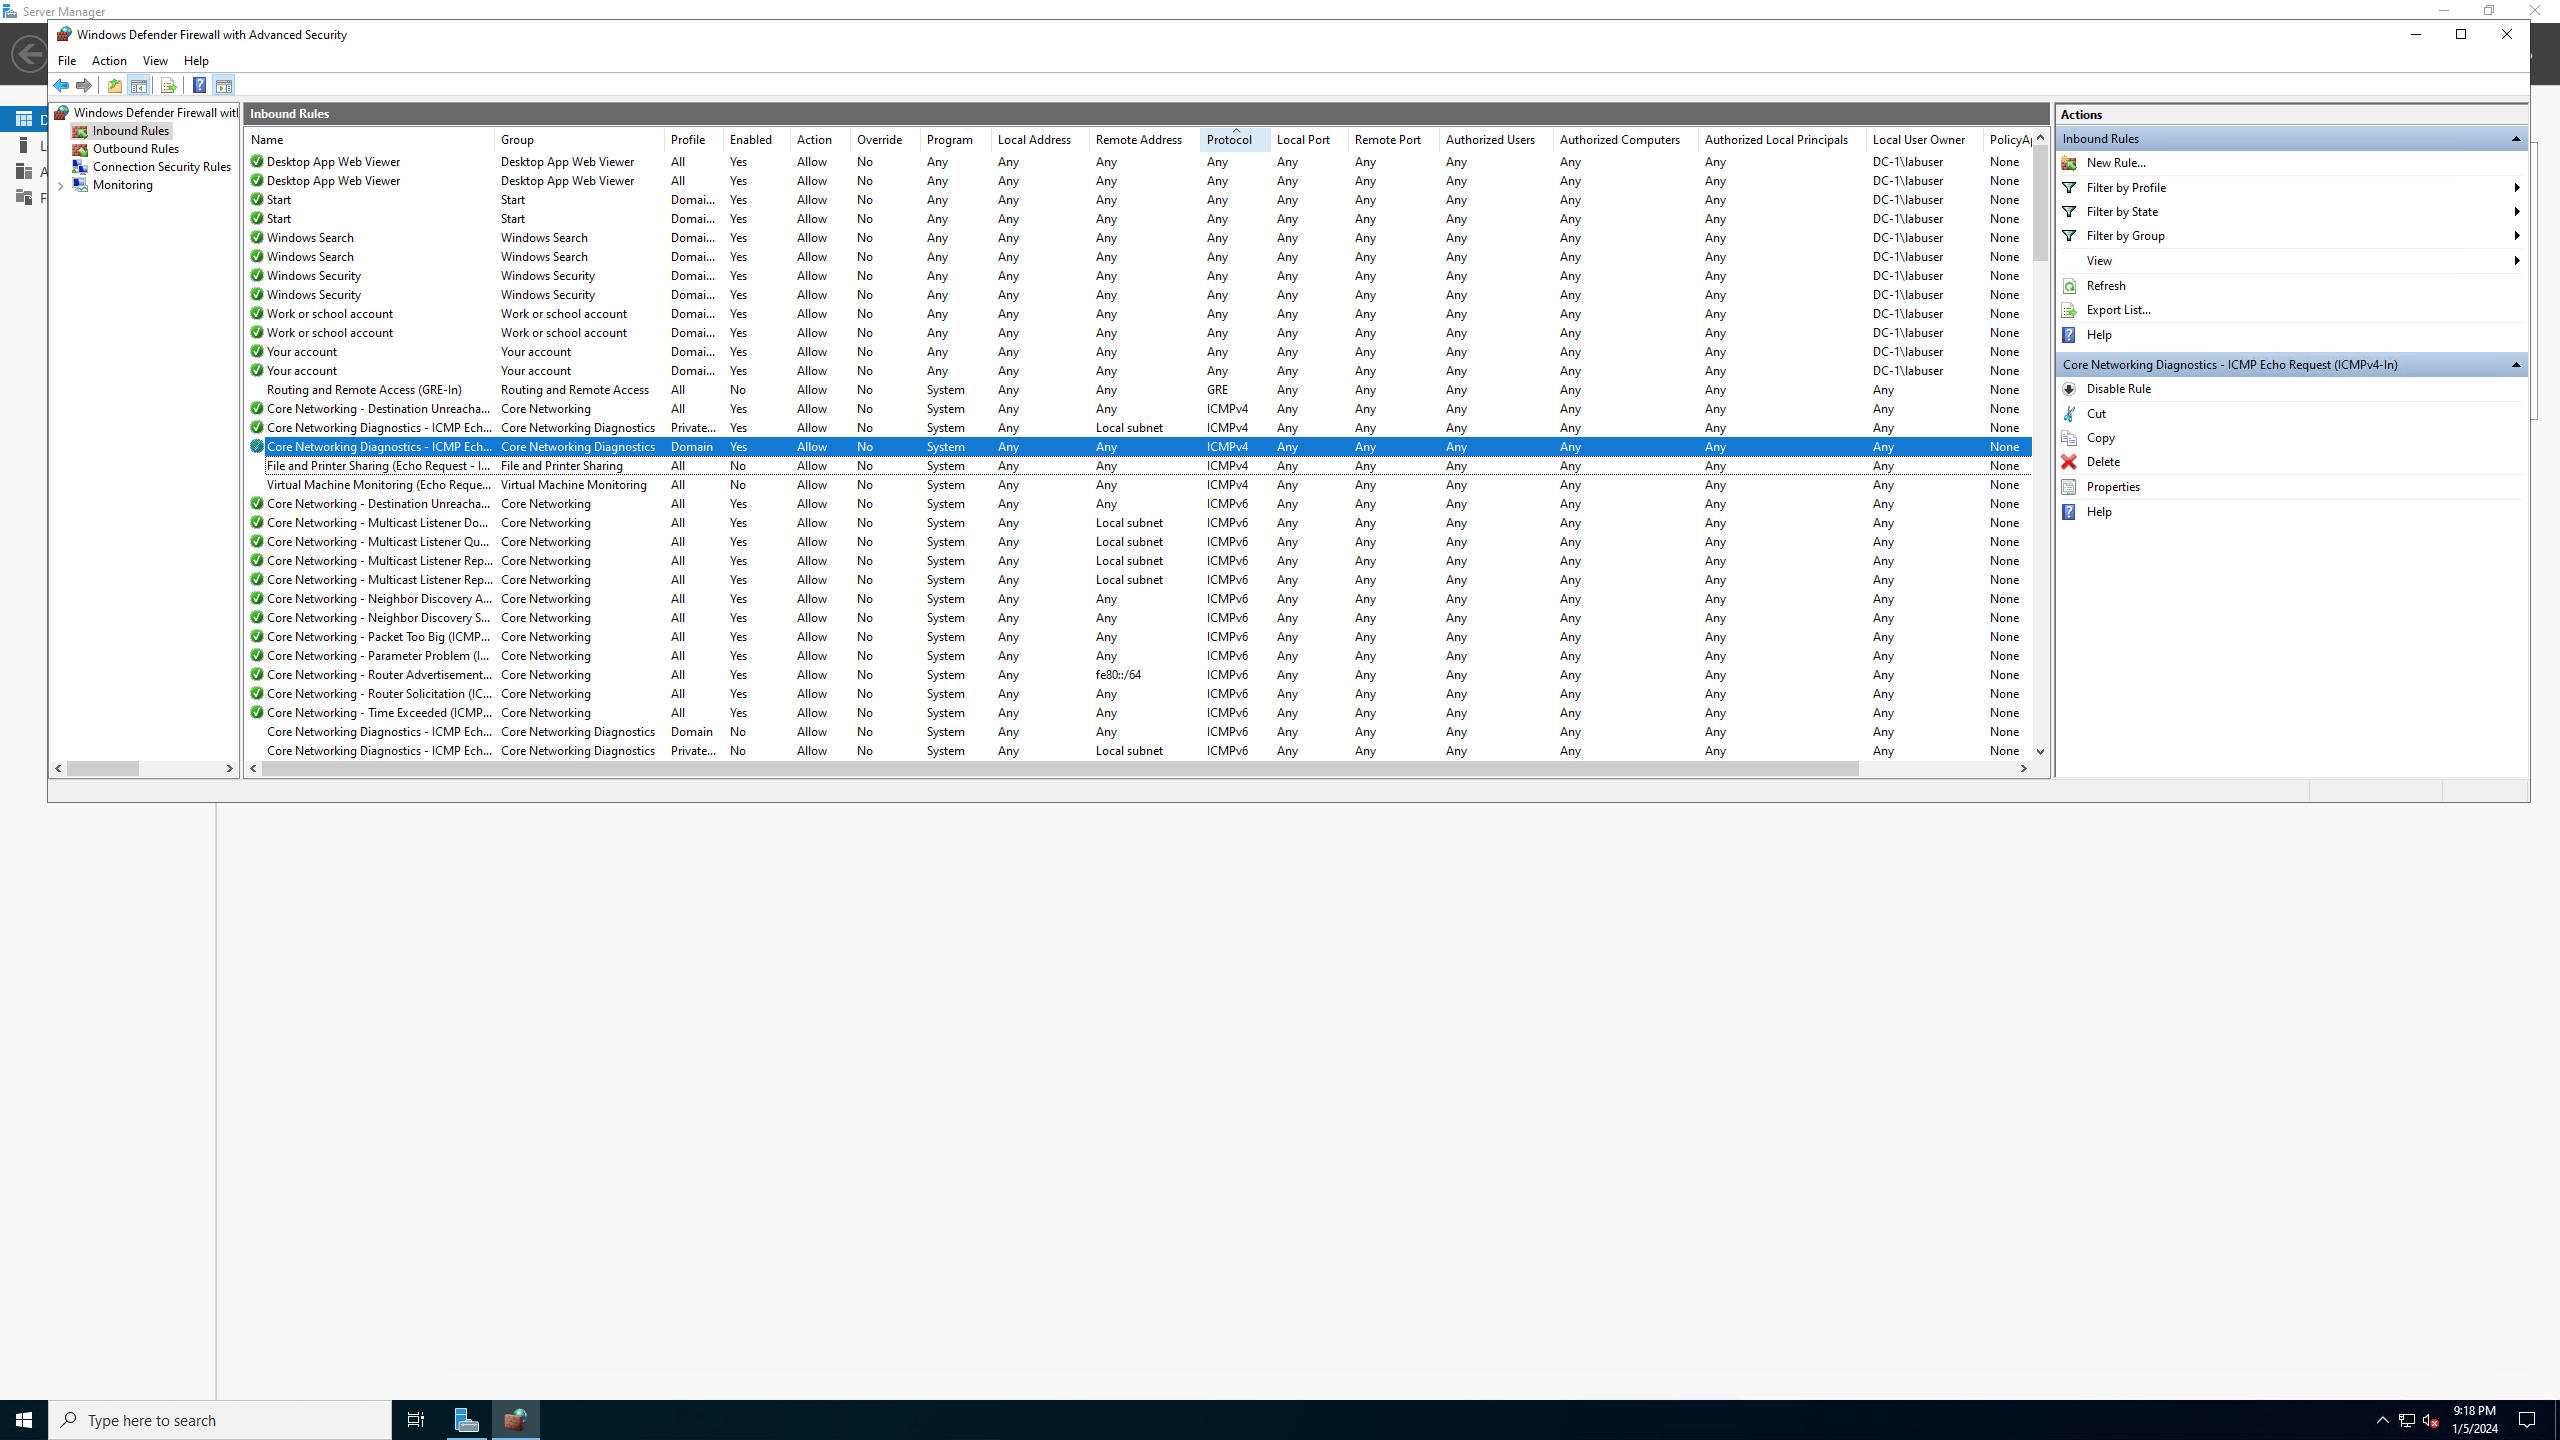 Server Manager
Windows Defender Firewall with Advanced Security
File Action View Help
Windows Defender Firewall wit
Inbound Rules
Outbound Rules
Connection Security Rules
Monitoring
Inbound Rules
Name Group Profile Enabled Action Override Program Local Address Remote Address Protocol Local Port Remote Port Authorized Users Authorized Computers Authorized Local Principals Local User Owner PolicyAp
Desktop App Web Viewer Desktop App Web Viewer All Yes Allow No Any Any Any Any Any Any Any Any Any DC-1\labuser None
Desktop App Web Viewer Desktop App Web Viewer All Yes Allow No Any Any Any Any Any Any Any Any Any DC-1\labuser None
Start Start Domai... Yes Allow No Any Any Any Any Any Any Any Any Any DC-1\labuser None
Start Start Domai... Yes Allow No Any Any Any Any Any Any Any Any Any DC-1\labuser None
Windows Search Windows Search Domai... Yes Allow No Any Any Any Any Any Any Any Any Any DC-1\labuser None
Windows Search Windows Search Domai... Yes Allow No Any Any Any Any Any Any Any Any Any DC-1\labuser None
Windows Security Windows Security Domai... Yes Allow No Any Any Any Any Any Any Any Any Any DC-1\labuser None
Windows Security Windows Security Domai... Yes Allow No Any Any Any Any Any Any Any Any Any DC-1\labuser None
Work or school account Work or school account Domai... Yes Allow No Any Any Any Any Any Any Any Any Any DC-1\labuser None
Work or school account Work or school account Domai... Yes Allow No Any Any Any Any Any Any Any Any Any DC-1\labuser None
Your account Your account Domai... Yes Allow No Any Any Any Any Any Any Any Any Any DC-1\labuser None
Your account Your account Domai... Yes Allow No Any Any Any Any Any Any Any Any Any DC-1\labuser None
Routing and Remote Access (GRE-In) Routing and Remote Access All No Allow No System Any Any GRE Any Any Any Any Any Any None
Core Networking - Destination Unreacha... Core Networking All Yes Allow No System Any Any ICMPv4 Any Any Any Any Any Any None
Core Networking Diagnostics - ICMP Ech... Core Networking Diagnostics Private... Yes Allow No System Any Local subnet ICMPv4 Any Any Any Any Any Any None
Core Networking Diagnostics - ICMP Ech... Core Networking Diagnostics Domain Yes Allow No System Any Any ICMPv4 Any Any Any Any Any Any None
File and Printer Sharing (Echo Request - I... File and Printer Sharing All No Allow No System Any Any ICMPv4 Any Any Any Any Any Any None
Virtual Machine Monitoring (Echo Reque... Virtual Machine Monitoring All No Allow No System Any Any ICMPv4 Any Any Any Any Any Any None
Core Networking - Destination Unreacha... Core Networking All Yes Allow No System Any Any ICMPv6 Any Any Any Any Any Any None
Core Networking - Multicast Listener Do... Core Networking All Yes Allow No System Any Local subnet ICMPv6 Any Any Any Any Any Any None
Core Networking - Multicast Listener Qu... Core Networking All Yes Allow No System Any Local subnet ICMPv6 Any Any Any Any Any Any None
Core Networking - Multicast Listener Rep... Core Networking All Yes Allow No System Any Local subnet ICMPv6 Any Any Any Any Any Any None
Core Networking - Multicast Listener Rep... Core Networking All Yes Allow No System Any Local subnet ICMPv6 Any Any Any Any Any Any None
Core Networking - Neighbor Discovery A... Core Networking All Yes Allow No System Any Any ICMPv6 Any Any Any Any Any Any None
Core Networking - Neighbor Discovery S... Core Networking All Yes Allow No System Any Any ICMPv6 Any Any Any Any Any Any None
Core Networking - Packet Too Big (ICMP... Core Networking All Yes Allow No System Any Any ICMPv6 Any Any Any Any Any Any None
Core Networking - Parameter Problem (I... Core Networking All Yes Allow No System Any Any ICMPv6 Any Any Any Any Any Any None
Core Networking - Router Advertisement... Core Networking All Yes Allow No System Any fe80::/64 ICMPv6 Any Any Any Any Any Any None
Core Networking - Router Solicitation (IC... Core Networking All Yes Allow No System Any Any ICMPv6 Any Any Any Any Any Any None
Core Networking - Time Exceeded (ICMP... Core Networking All Yes Allow No System Any Any ICMPv6 Any Any Any Any Any Any None
Core Networking Diagnostics - ICMP Ech... Core Networking Diagnostics Domain No Allow No System Any Any ICMPv6 Any Any Any Any Any Any None
Core Networking Diagnostics - ICMP Ech... Core Networking Diagnostics Private... No Allow No System Any Local subnet ICMPv6 Any Any Any Any Any Any None
Actions
Inbound Rules
New Rule...
Filter by Profile
Filter by State
Filter by Group
View
Refresh
Export List...
Help
Core Networking Diagnostics - ICMP Echo Request (ICMPv4-In)
Disable Rule
Cut
Copy
Delete
Properties
Help
Type here to search
9:18 PM
1/5/2024